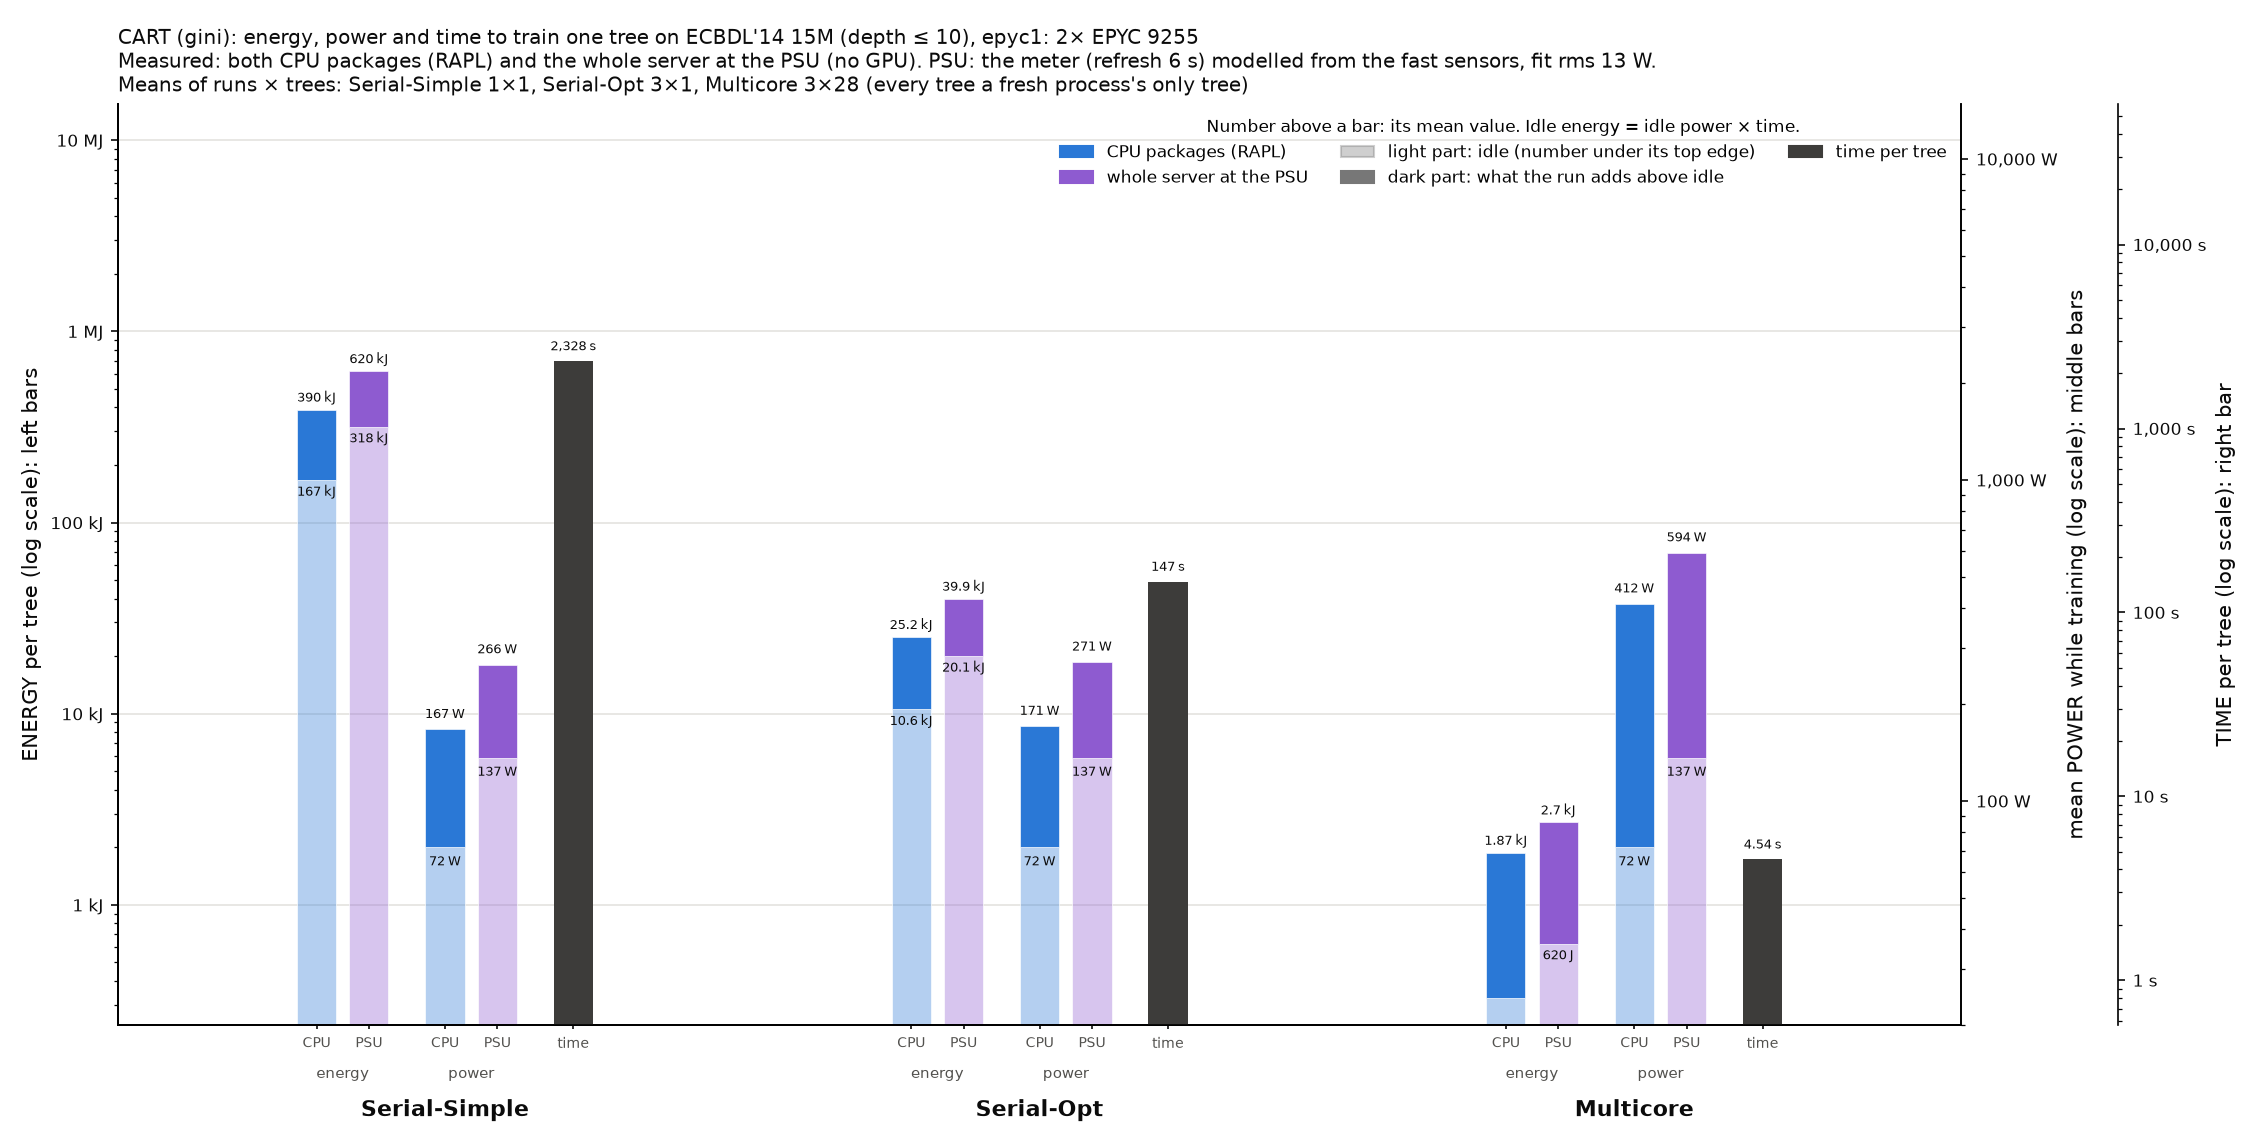 CART (gini): energy, power and time to train one tree on ECBDL'14 15M (depth ≤ 10), epyc1: 2× EPYC 9255
Measured: both CPU packages (RAPL) and the whole server at the PSU (no GPU). PSU: the meter (refresh 6 s) modelled from the fast sensors, fit rms 13 W.
Means of runs × trees: Serial-Simple 1×1, Serial-Opt 3×1, Multicore 3×28 (every tree a fresh process's only tree)
Number above a bar: its mean value. Idle energy = idle power × time.
CPU packages (RAPL)
whole server at the PSU
light part: idle (number under its top edge)
dark part: what the run adds above idle
time per tree
ENERGY per tree (log scale): left bars
10 MJ
1 MJ
100 kJ
10 kJ
1 kJ
390 kJ
167 kJ
620 kJ
318 kJ
167 W
72 W
266 W
137 W
2,328 s
25.2 kJ
10.6 kJ
39.9 kJ
20.1 kJ
171 W
72 W
271 W
137 W
147 s
1.87 kJ
2.7 kJ
620 J
412 W
72 W
594 W
137 W
4.54 s
10,000 W
1,000 W
100 W
mean POWER while training (log scale): middle bars
10,000 s
1,000 s
100 s
10 s
1 s
TIME per tree (log scale): right bar
CPU PSU CPU PSU time
energy power
Serial-Simple
CPU PSU CPU PSU time
energy power
Serial-Opt
CPU PSU CPU PSU time
energy power
Multicore